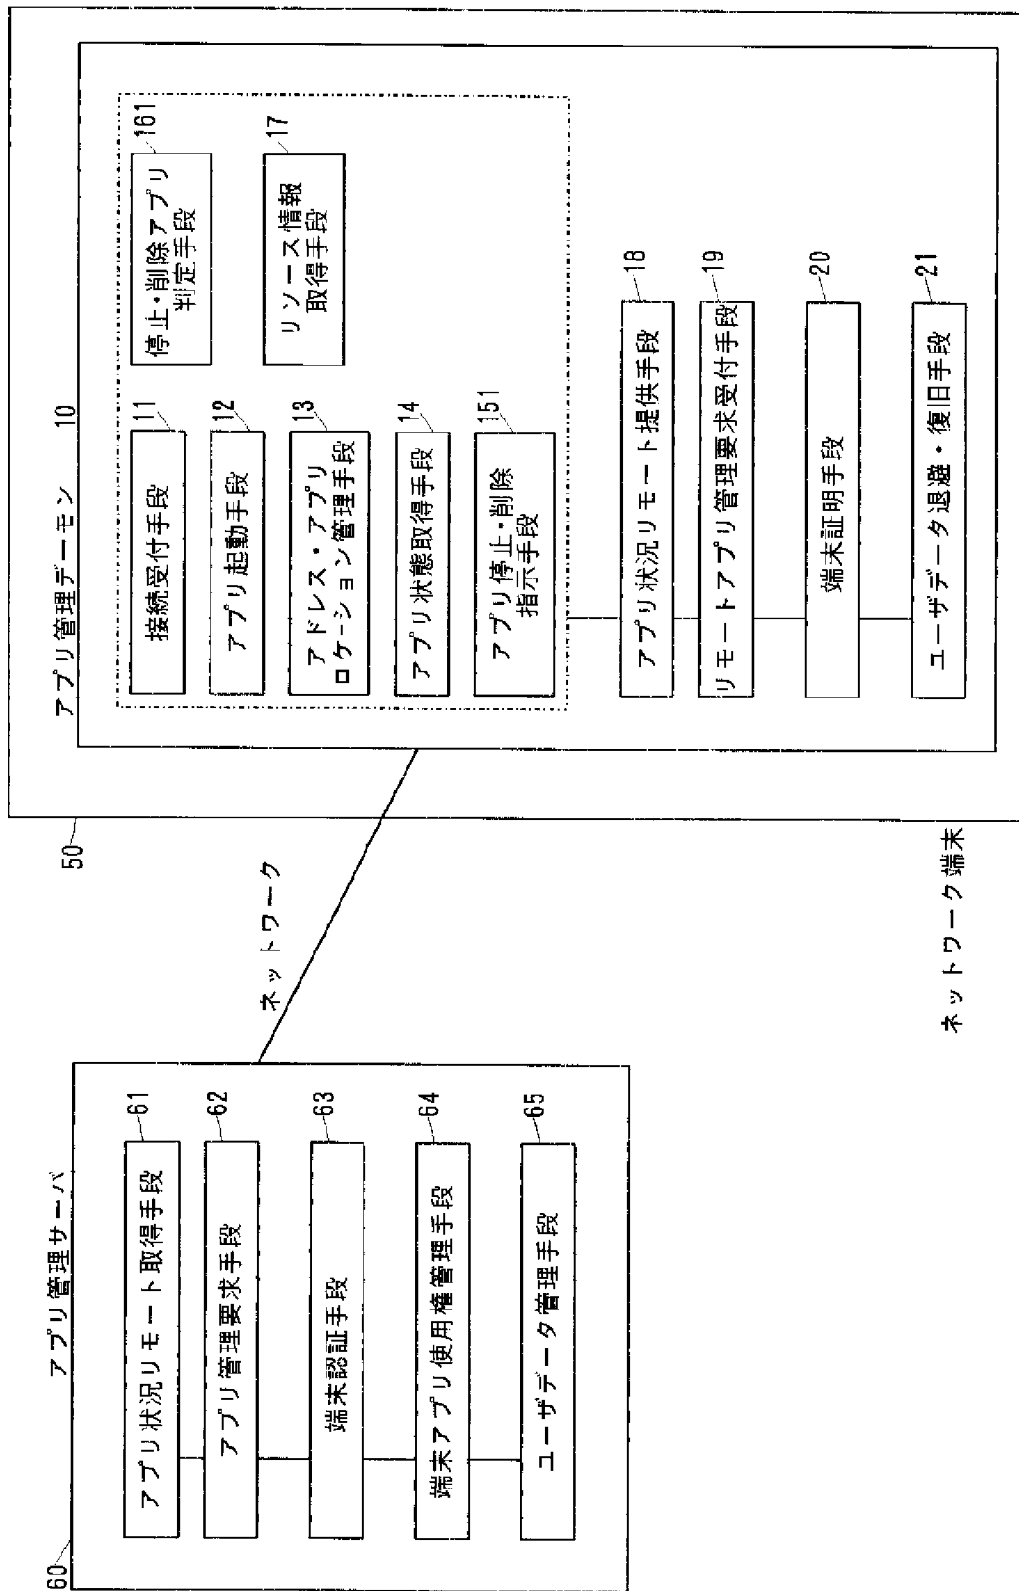 アプリ管理サーバ
60
アプリ状況リモート取得手段
61
アプリ管理要求手段
62
端末認証手段
63
端末アプリ使用権管理手段
64
ユーザデータ管理手段
65
ネットワーク
50
アプリ管理デーモン
10
接続受付手段
11
アプリ起動手段
12
アドレス・アプリ
ロケーション管理手段
13
アプリ状態取得手段
14
アプリ停止・削除
指示手段
151
停止・削除アプリ
判定手段
161
リソース情報
取得手段
17
アプリ状況リモート提供手段
18
リモートアプリ管理要求受付手段
19
端末証明手段
20
ユーザデータ退避・復旧手段
21
ネットワーク端末